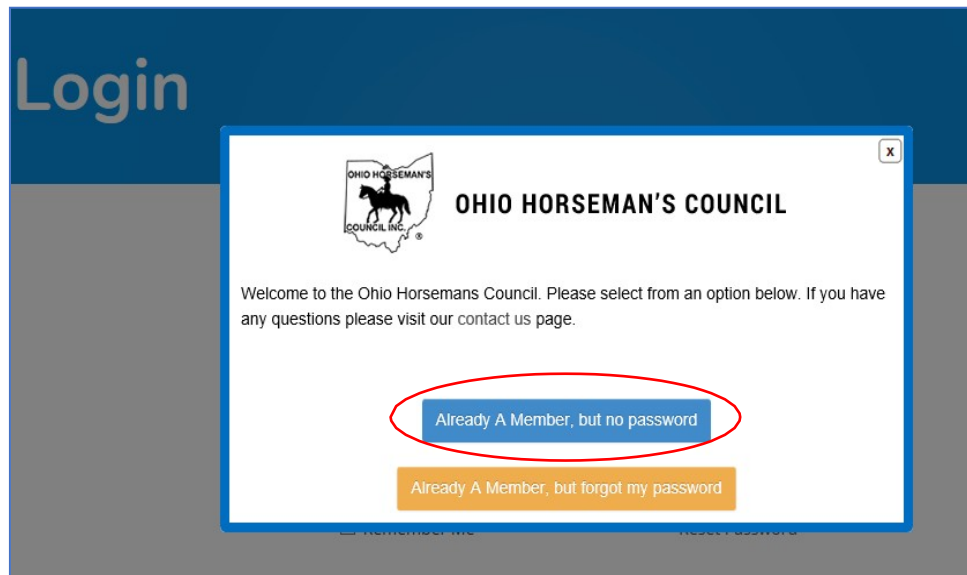 Login
x
OHIO HORSEMAN'S
COUNCIL INC.
®
OHIO HORSEMAN'S COUNCIL
Welcome to the Ohio Horsemans Council. Please select from an option below. If you have
any questions please visit our contact us page.
Already A Member, but no password
Already A Member, but forgot my password
Remember Me
Reset Password